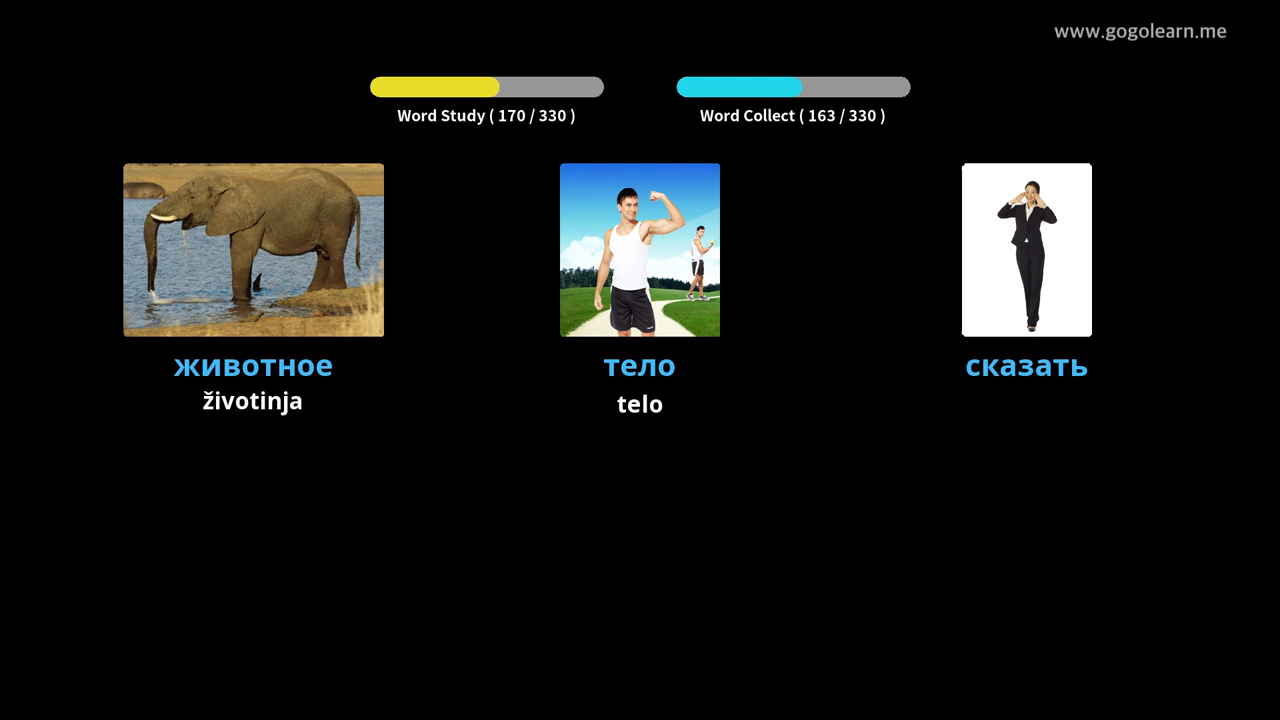 www.gogolearn.me
Word Study ( 170 / 330 )
Word Collect ( 163 / 330 )
животное
životinja
тело
telo
сказать